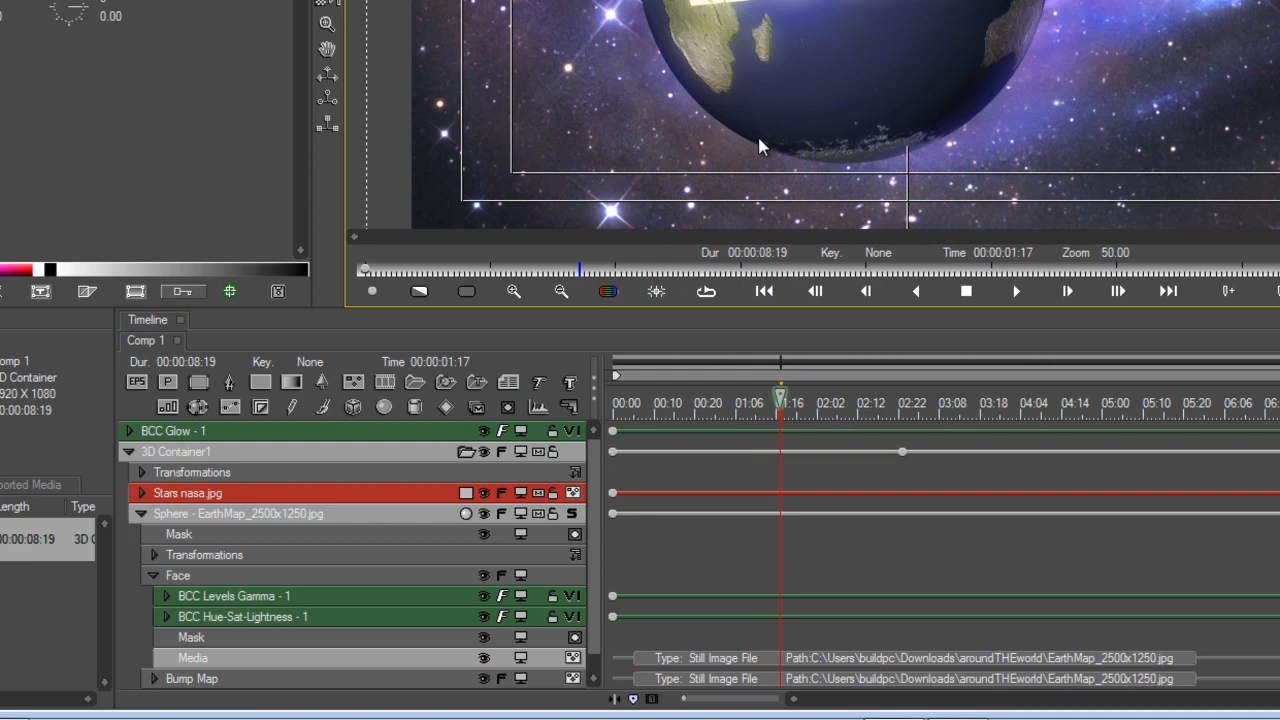 0.00
Dur 00:00:08:19 Key. None Time 00:00:01:17 Zoom 50.00
Timeline
Comp 1
omp 1
D Container
920 X 1080
0:00:08:19
Dur. 00:00:08:19 Key. None Time 00:00:01:17
EPS P T T
00:00 00:10 00:20 01:06 1:16 02:02 02:12 02:22 03:08 03:18 04:04 04:14 05:00 05:10 05:20 06:06 06:
BCC Glow - 1 F VI
3D Container1 F M
Transformations
orted Media
Stars nasa.jpg F M
ength Type
Sphere - EarthMap_2500x1250.jpg F M S
Mask
0:00:08:19 3D C
Transformations
Face F
BCC Levels Gamma - 1 F VI
BCC Hue-Sat-Lightness - 1 F VI
Mask
Media Type: Still Image File Path:C:\Users\buildpc\Downloads\aroundTHEworld\EarthMap_2500x1250.jpg
Bump Map F Type: Still Image File Path:C:\Users\buildpc\Downloads\aroundTHEworld\EarthMap_2500x1250.jpg